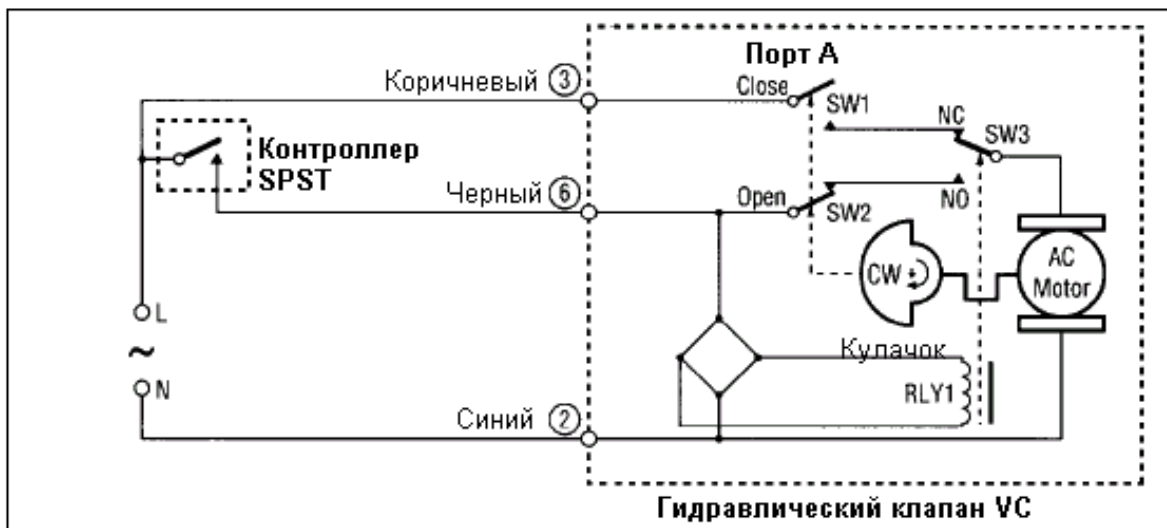 Порт А
Коричневый 3
Close
SW1
NC
SW3
Контроллер
SPST
Черный 6
Open
SW2
NO
CW
AC
Motor
L
~
N
Кулачок
RLY1
Синий 2
Гидравлический клапан VC